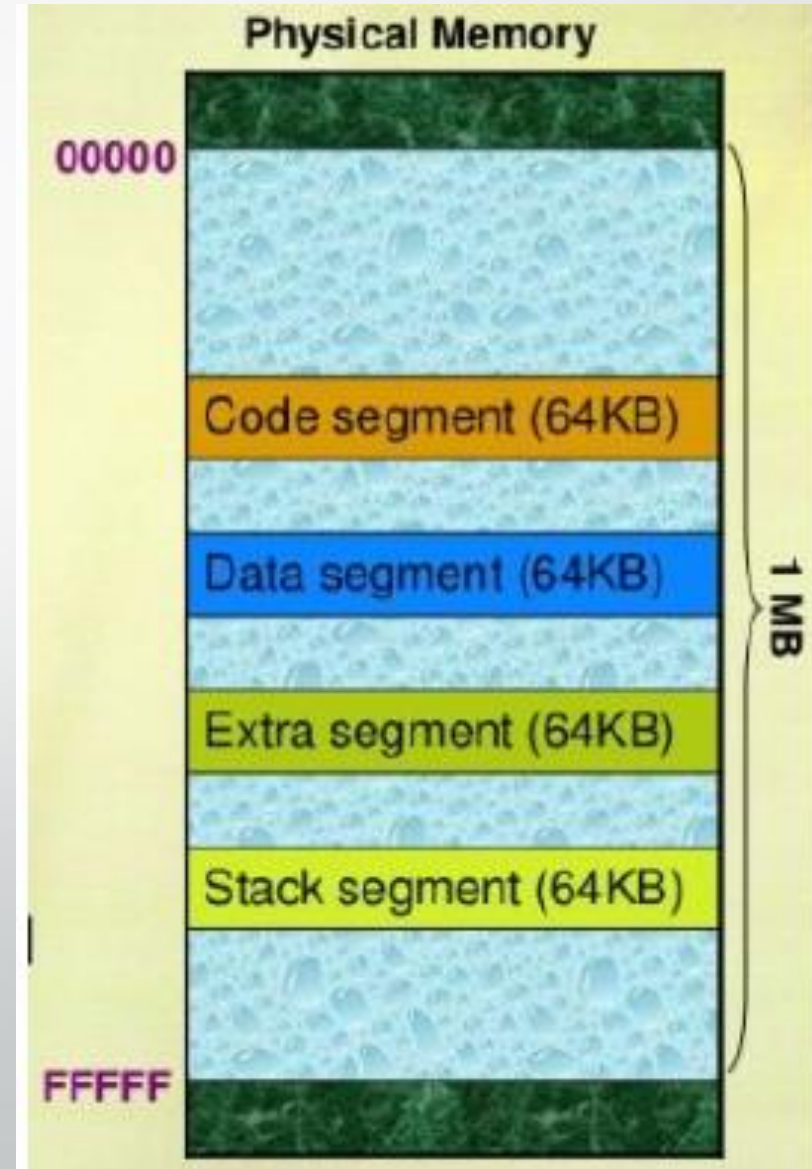 Physical Memory
00000
Code segment (64KB)
Data segment (64KB)
1 MB
Extra segment (64KB)
Stack segment (64KB)
FFFFF